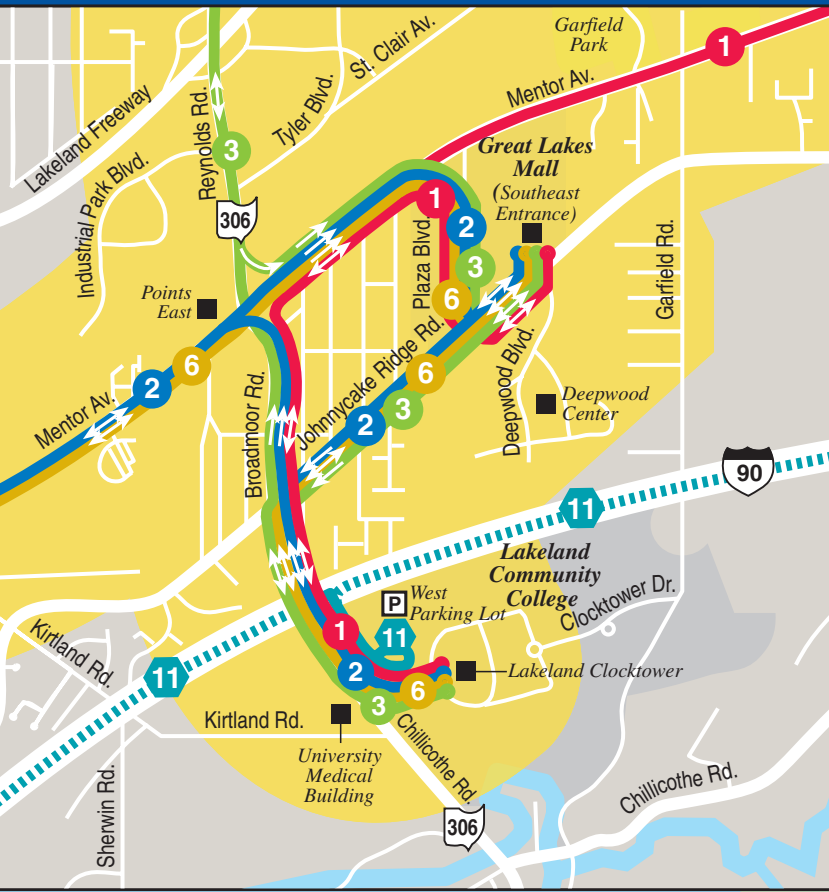 Garfield
Park
1
St. Clair Av.
Mentor Av.
Lakeland Freeway
Reynolds Rd.
Tyler Blvd.
3
Great Lakes
Mall
(Southeast
Entrance)
Industrial Park Blvd.
306
1
2
Plaza Blvd.
3
6
Garfield Rd.
Points
East
Johnnycake Ridge Rd.
Deepwood Blvd.
6
2
6
3
2
Deepwood
Center
Mentor Av.
Broadmoor Rd.
90
11
Lakeland
Community
College
P
West
Parking Lot
Clocktower Dr.
11
1
Kirtland Rd.
11
2
6
3
Lakeland Clocktower
Kirtland Rd.
University
Medical
Building
Chillicothe Rd.
Chillicothe Rd.
Sherwin Rd.
306